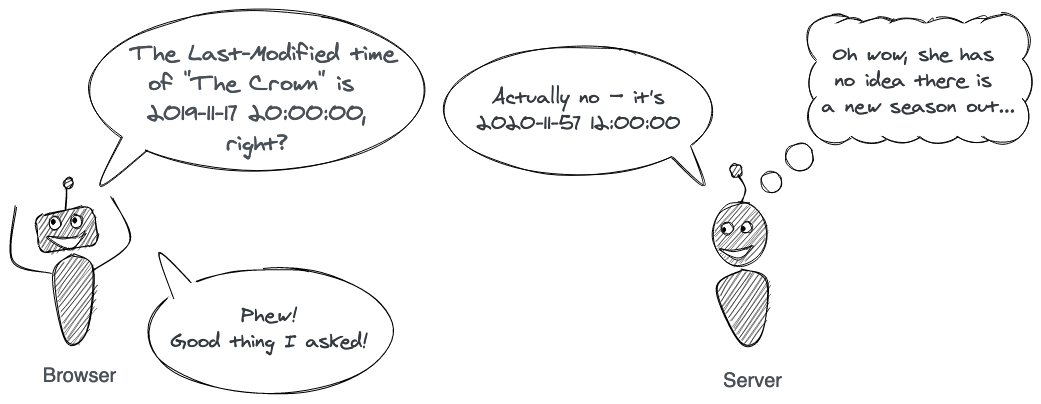 The Last-Modified time
of "The Crown" is
2019-11-17 20:00:00,
right?
Actually no - it's
2020-11-57 12:00:00
Oh wow, she has
no idea there is
a new season out...
Phew!
Good thing I asked!
Browser
Server